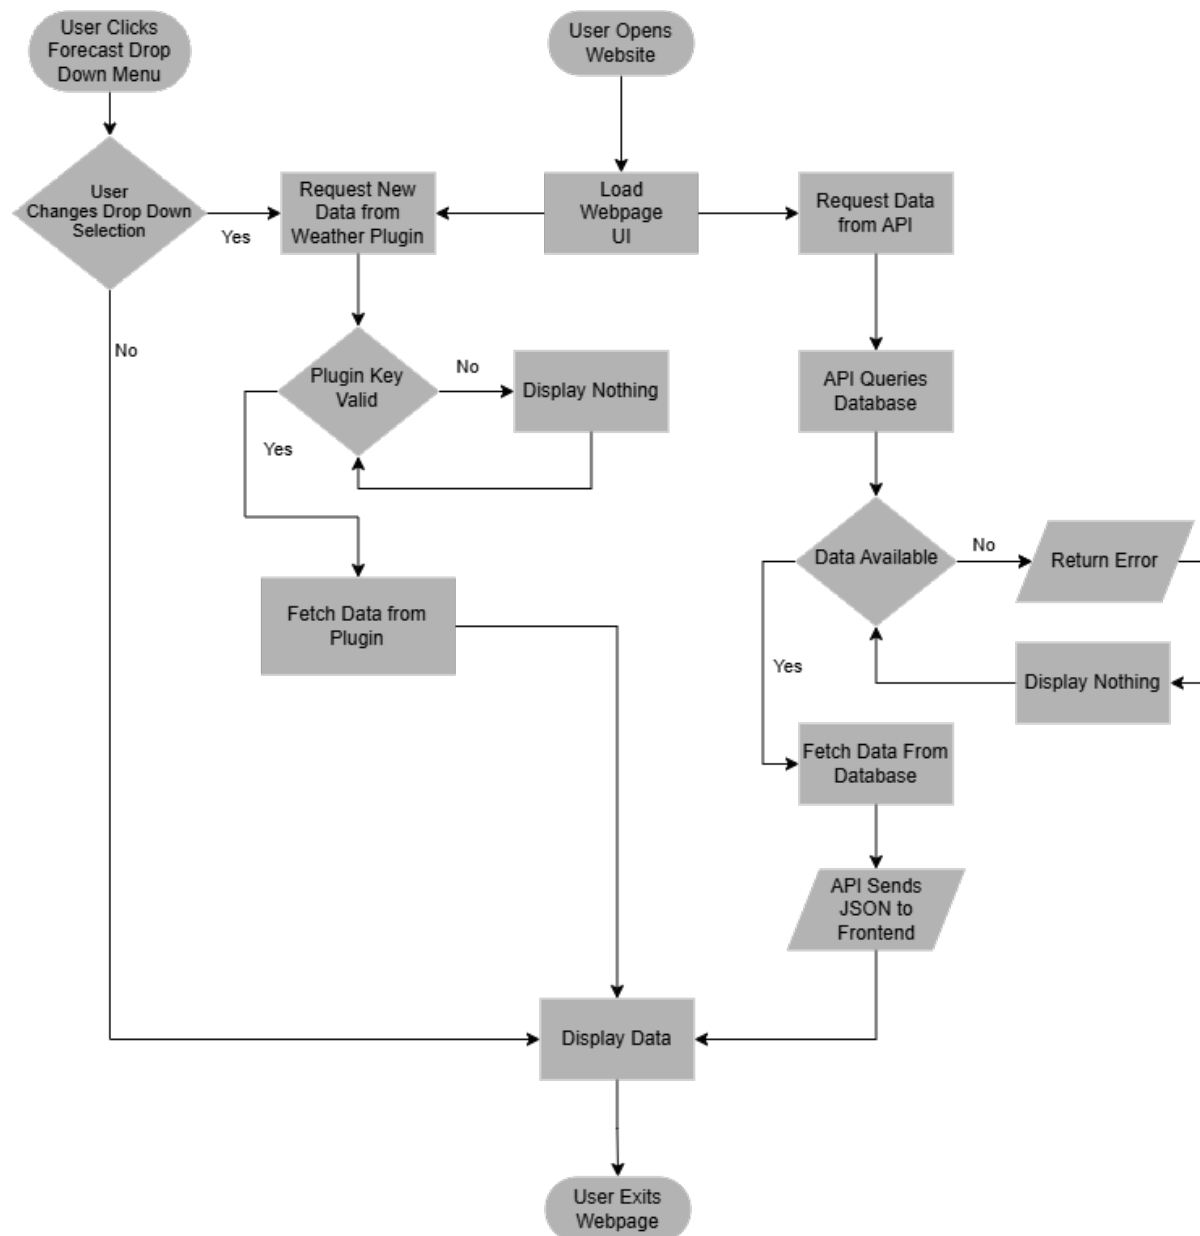 User Clicks
Forecast Drop
Down Menu
User Opens
Website
User
Changes Drop Down
Selection
Yes
Request New
Data from
Weather Plugin
Load
Webpage
UI
Request Data
from API
No
Plugin Key
Valid
No
Display Nothing
API Queries
Database
Yes
Data Available
No
Return Error
Fetch Data from
Plugin
Yes
Display Nothing
Fetch Data From
Database
API Sends
JSON to
Frontend
Display Data
User Exits
Webpage